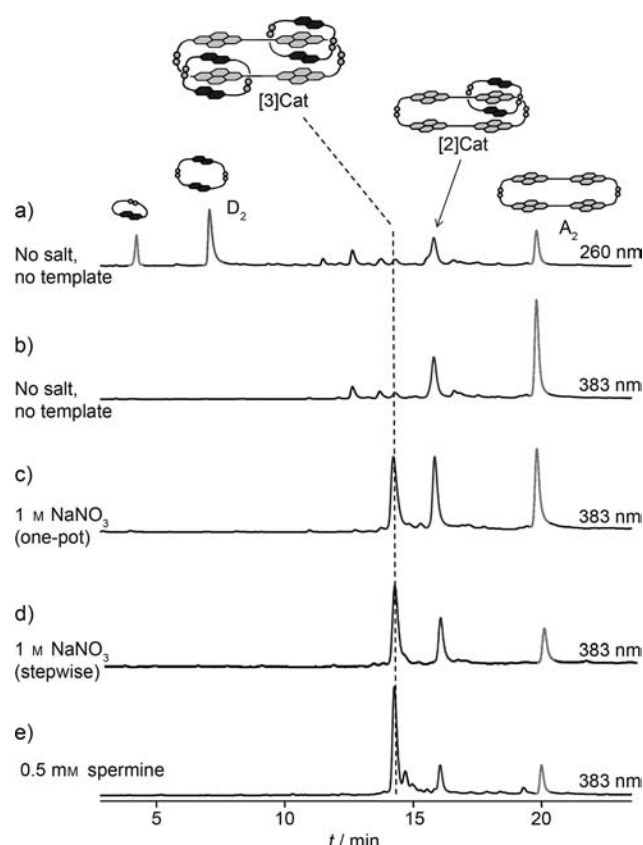 [3]Cat
[2]Cat
D₂
A₂
a)
No salt,
no template
260 nm
b)
No salt,
no template
383 nm
c)
1 M NaNO₃
(one-pot)
383 nm
d)
1 M NaNO₃
(stepwise)
383 nm
e)
0.5 mM spermine
383 nm
5 10 15 20
t / min